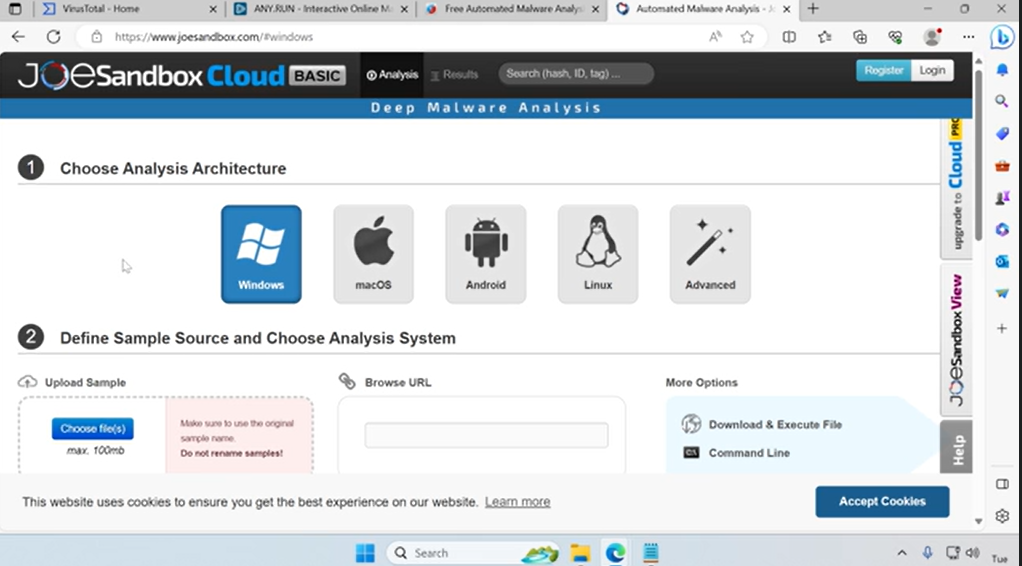 VirusTotal - Home
ANY.RUN - Interactive Online M
Free Automated Malware Analys
Automated Malware Analysis - J
https://www.joesandbox.com/#windows
JOESandbox Cloud BASIC
Analysis
Results
Search (hash, ID, tag) ...
Register
Login
Deep Malware Analysis
upgrade to Cloud PRO
1 Choose Analysis Architecture
Windows
macOS
Android
Linux
Advanced
JOESandbox View
2 Define Sample Source and Choose Analysis System
Upload Sample
Browse URL
More Options
Choose file(s)
max. 100mb
Make sure to use the original
sample name.
Do not rename samples!
Download & Execute File
Command Line
Help
This website uses cookies to ensure you get the best experience on our website. Learn more
Accept Cookies
Search
Tue